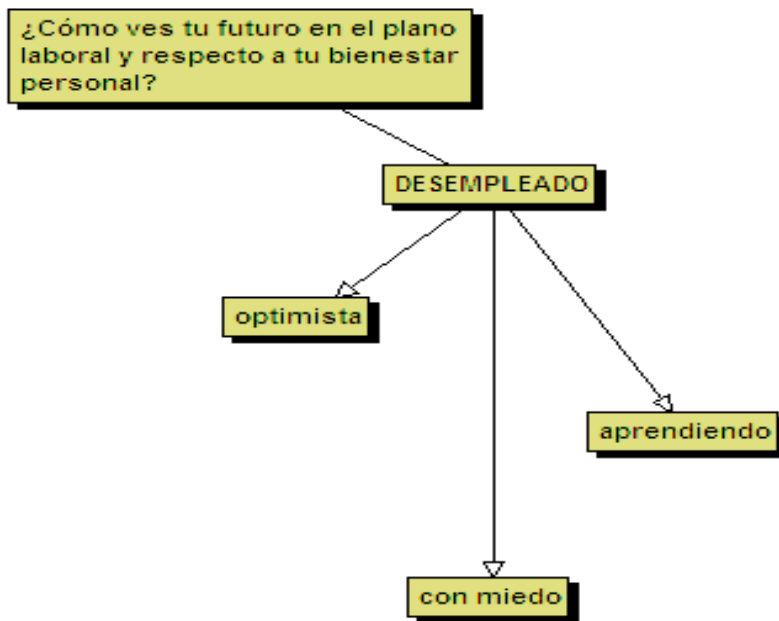 ¿Cómo ves tu futuro en el plano
laboral y respecto a tu bienestar
personal?
DESEMPLEADO
optimista
aprendiendo
con miedo